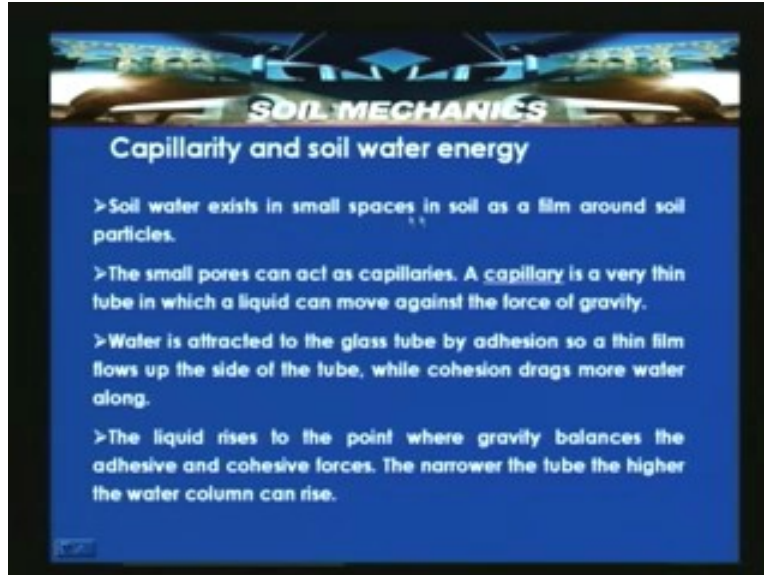 SOIL MECHANICS
Capillarity and soil water energy
➢Soil water exists in small spaces in soil as a film around soil
particles.
➢The small pores can act as capillaries. A capillary is a very thin
tube in which a liquid can move against the force of gravity.
➢Water is attracted to the glass tube by adhesion so a thin film
flows up the side of the tube, while cohesion drags more water
along.
➢The liquid rises to the point where gravity balances the
adhesive and cohesive forces. The narrower the tube the higher
the water column can rise.